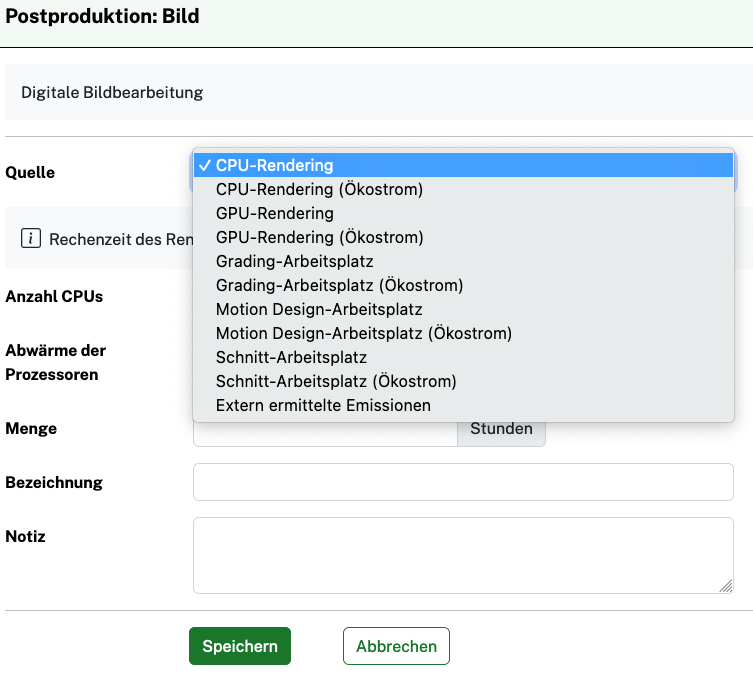 Postproduktion: Bild
Digitale Bildbearbeitung
Quelle
✓ CPU-Rendering
CPU-Rendering (Ökostrom)
GPU-Rendering
GPU-Rendering (Ökostrom)
Grading-Arbeitsplatz
Grading-Arbeitsplatz (Ökostrom)
Motion Design-Arbeitsplatz
Motion Design-Arbeitsplatz (Ökostrom)
Schnitt-Arbeitsplatz
Schnitt-Arbeitsplatz (Ökostrom)
Extern ermittelte Emissionen
i Rechenzeit des Ren
Anzahl CPUs
Abwärme der
Prozessoren
Menge
Stunden
Bezeichnung
Notiz
Speichern
Abbrechen